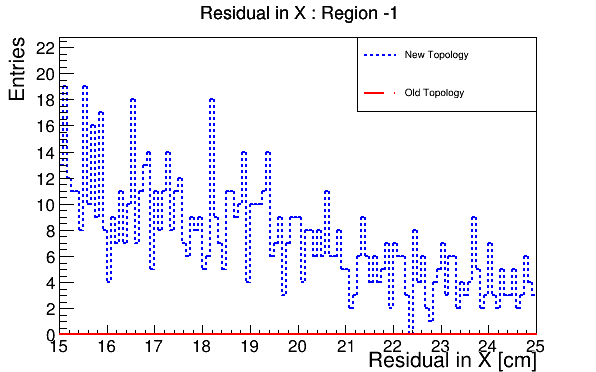 Residual in X : Region -1
Entries
22
20
18
16
14
12
10
8
6
4
2
0
New Topology
Old Topology
15 16 17 18 19 20 21 22 23 24 25
Residual in X [cm]